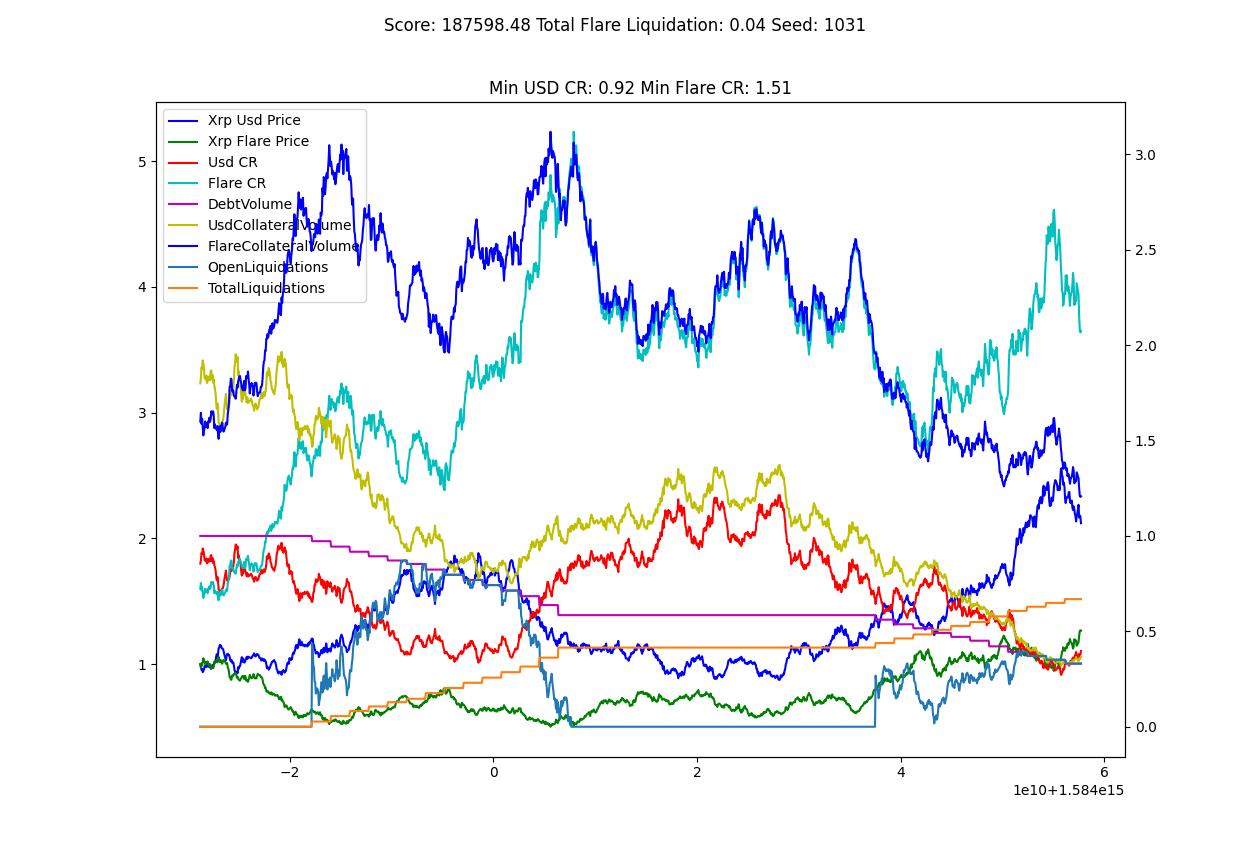 Score: 187598.48 Total Flare Liquidation: 0.04 Seed: 1031
Min USD CR: 0.92 Min Flare CR: 1.51
Xrp Usd Price
Xrp Flare Price
Usd CR
Flare CR
DebtVolume
UsdCollateralVolume
FlareCollateralVolume
OpenLiquidations
TotalLiquidations
5
4
3
2
1
3.0
2.5
2.0
1.5
1.0
0.5
0.0
−2
0
2
4
6
1e10+1.584e15